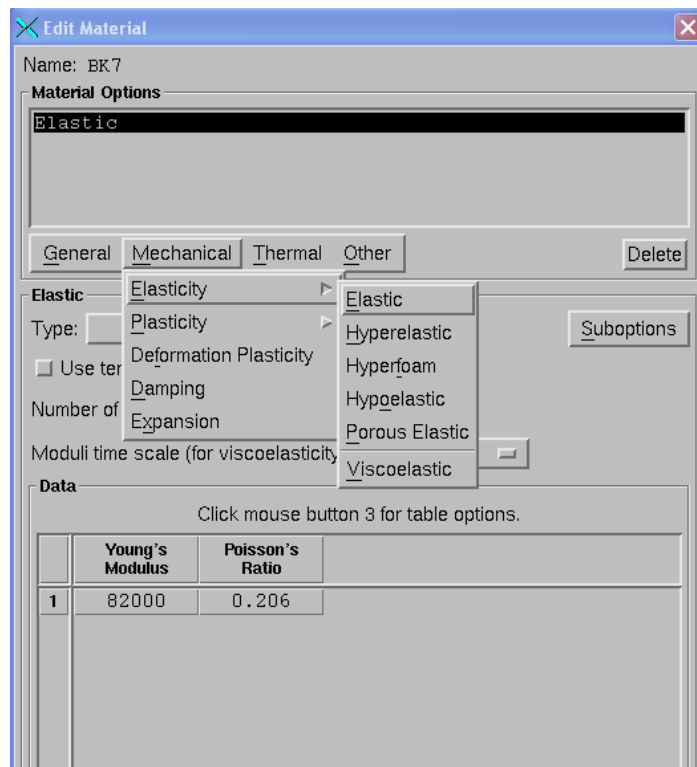 Edit Material
Name: BK7
Material Options
Elastic
General Mechanical Thermal Other Delete
Elasticity
Plasticity
Deformation Plasticity
Damping
Expansion
Elastic
Hyperelastic
Hyperfoam
Hypoelastic
Porous Elastic
Viscoelastic
Elastic
Type:
Suboptions
Use ter
Number of
Moduli time scale (for viscoelasticity
Data
Click mouse button 3 for table options.
Young's Modulus Poisson's Ratio
1 82000 0.206